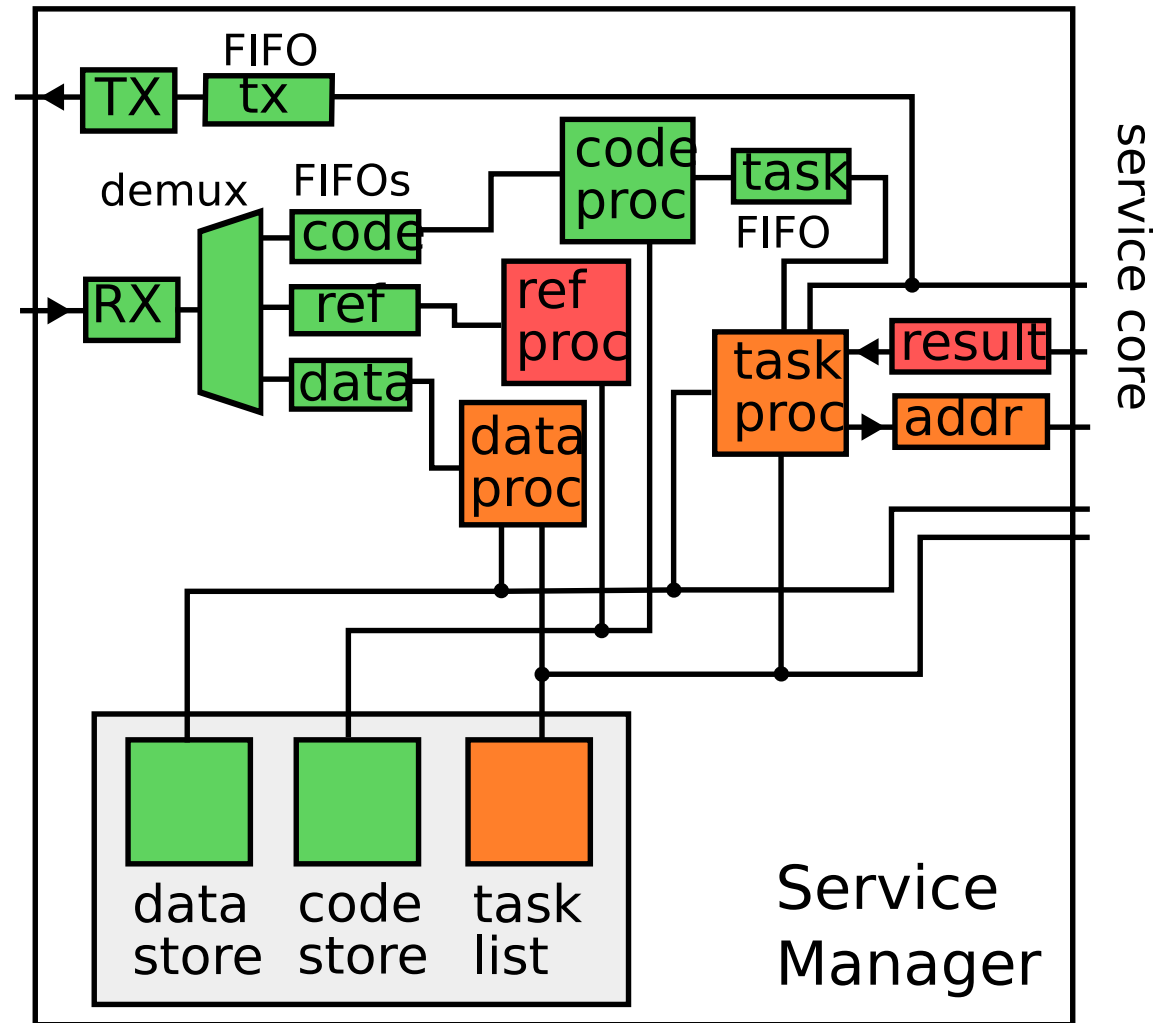 FIFO
TX
tx
demux
FIFOs
code
ref
data
RX
code
proc
task
FIFO
ref
proc
data
proc
task
proc
result
addr
service core
data
store
code
store
task
list
Service
Manager